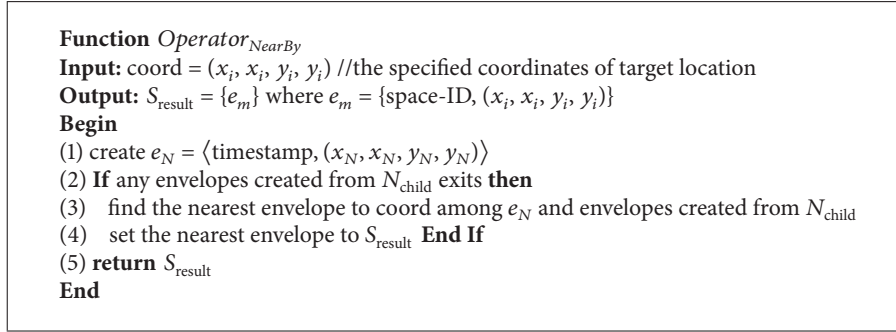 Function Operator_NearBy
Input: coord = (x_i, x_i, y_i, y_i) //the specified coordinates of target location
Output: S_result = {e_m} where e_m = {space-ID, (x_i, x_i, y_i, y_i)}
Begin
(1) create e_N = ⟨timestamp, (x_N, x_N, y_N, y_N)⟩
(2) If any envelopes created from N_child exits then
(3) find the nearest envelope to coord among e_N and envelopes created from N_child
(4) set the nearest envelope to S_result End If
(5) return S_result
End